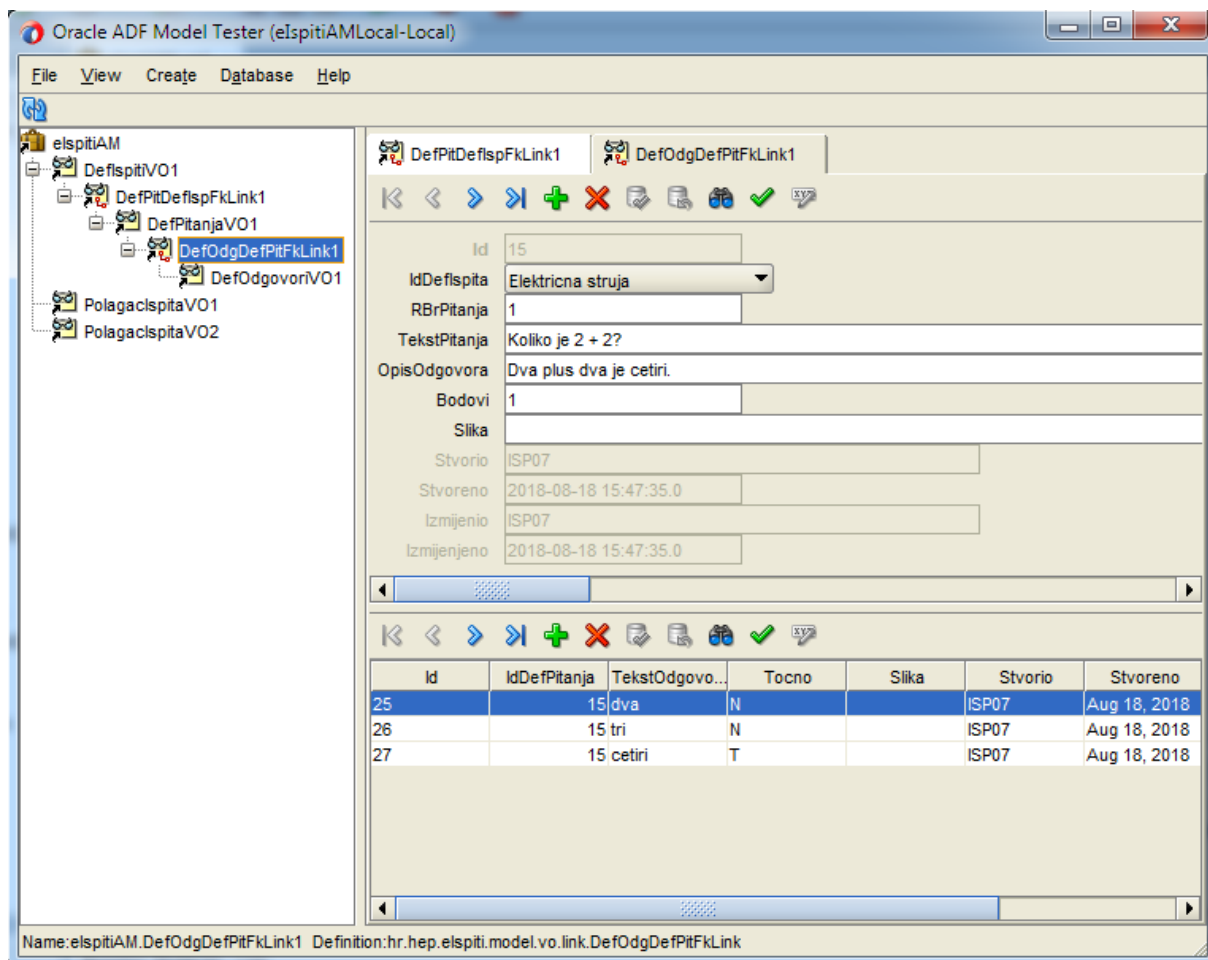 Oracle ADF Model Tester (eIspitiAMLocal-Local)
File View Create Database Help
eIspitiAM
DefIspitiVO1
DefPitDefIspFkLink1
DefPitanjaVO1
DefOdgDefPitFkLink1
DefOdgovoriVO1
PolagacIspitaVO1
PolagacIspitaVO2
DefPitDefIspFkLink1 DefOdgDefPitFkLink1
Id 15
IdDefIspita Elektricna struja
RBrPitanja 1
TekstPitanja Koliko je 2 + 2?
OpisOdgovora Dva plus dva je cetiri.
Bodovi 1
Slika
Stvorio ISP07
Stvoreno 2018-08-18 15:47:35.0
Izmijenio ISP07
Izmijenjeno 2018-08-18 15:47:35.0
Id IdDefPitanja TekstOdgovo... Tocno Slika Stvorio Stvoreno
25 15 dva N ISP07 Aug 18, 2018
26 15 tri N ISP07 Aug 18, 2018
27 15 cetiri T ISP07 Aug 18, 2018
Name:eIspitiAM.DefOdgDefPitFkLink1 Definition:hr.hep.eIspiti.model.vo.link.DefOdgDefPitFkLink